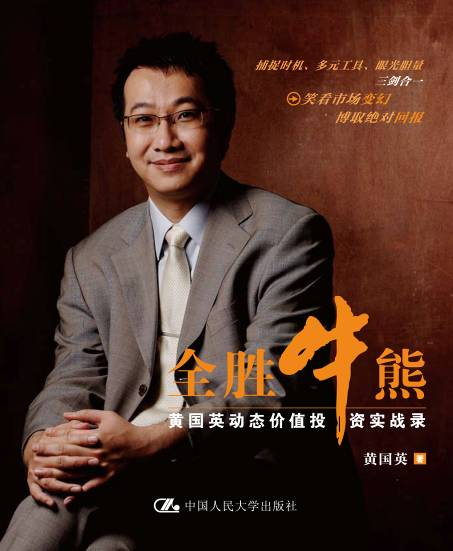 捕捉时机、多元工具、眼光胆量
三剑合一
笑看市场变幻
博取绝对回报
全胜牛熊
黄国英动态价值投资实战录
黄国英 著
中国人民大学出版社